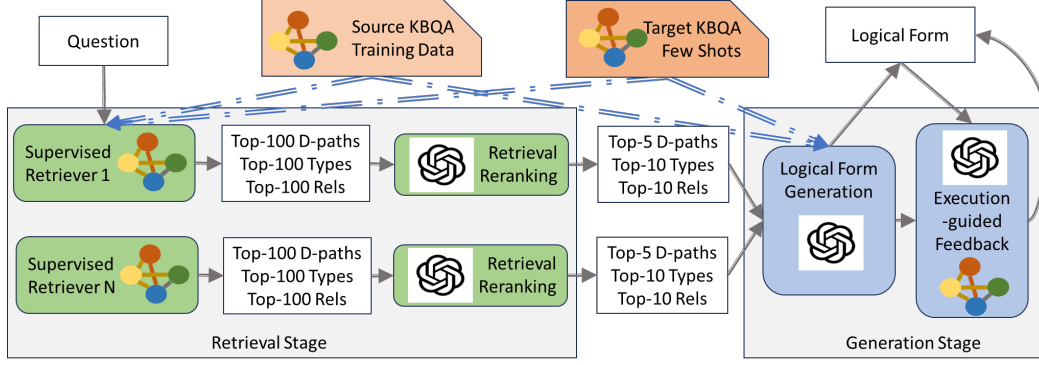 Question
Source KBQA
Training Data
Target KBQA
Few Shots
Logical Form
Supervised
Retriever 1
Top-100 D-paths
Top-100 Types
Top-100 Rels
Retrieval
Reranking
Top-5 D-paths
Top-10 Types
Top-10 Rels
Logical Form
Generation
Execution
-guided
Feedback
Supervised
Retriever N
Top-100 D-paths
Top-100 Types
Top-100 Rels
Retrieval
Reranking
Top-5 D-paths
Top-10 Types
Top-10 Rels
Retrieval Stage
Generation Stage